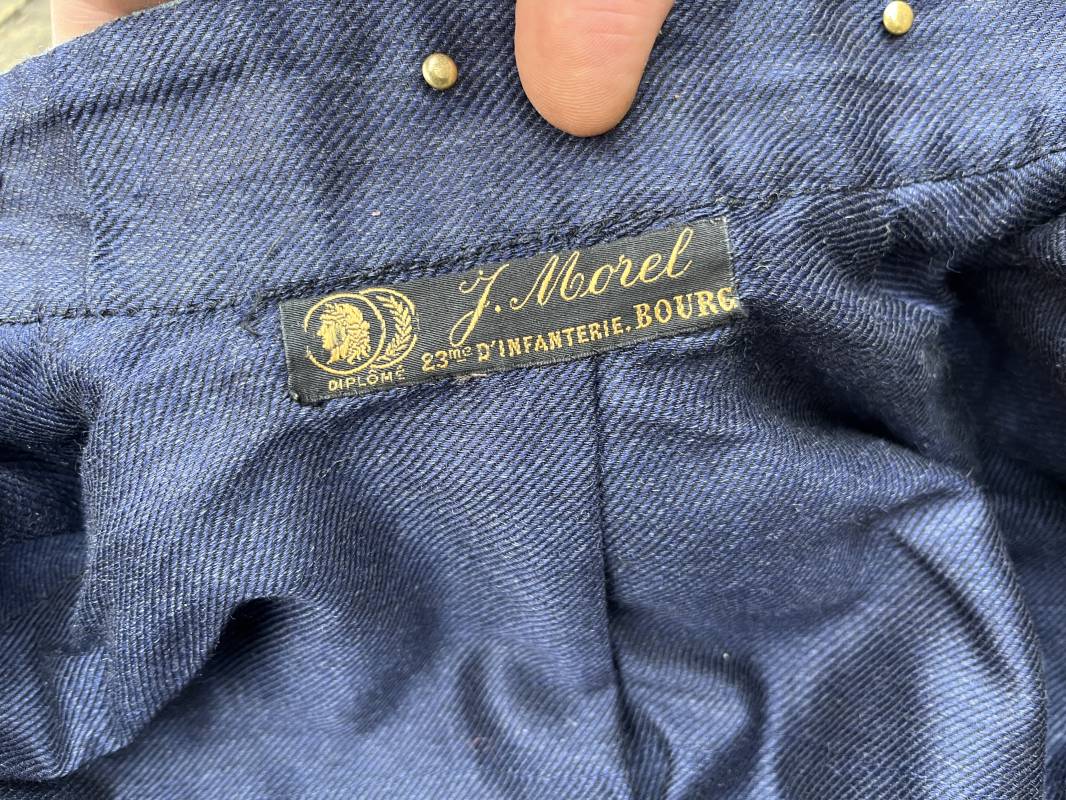 J. Morel
23me D'INFANTERIE. BOURG
DIPLÔMÉ